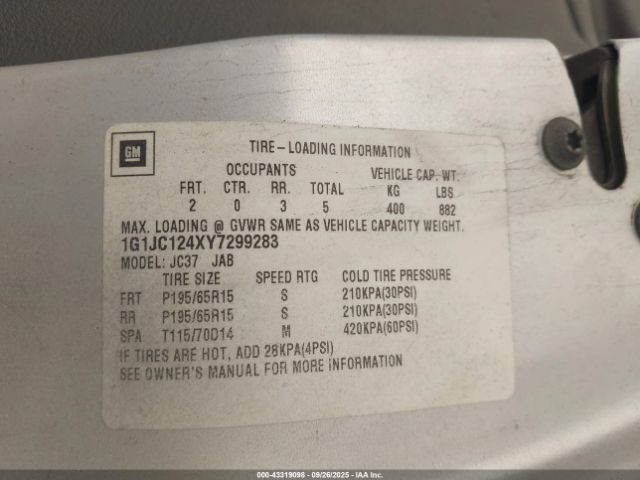 GM
TIRE-LOADING INFORMATION
OCCUPANTS VEHICLE CAP. WT.
FRT. CTR. RR. TOTAL KG LBS
2 0 3 5 400 882
MAX. LOADING @ GVWR SAME AS VEHICLE CAPACITY WEIGHT.
1G1JC124XY7299283
MODEL: JC37 JAB
TIRE SIZE SPEED RTG COLD TIRE PRESSURE
FRT P195/65R15 S 210KPA(30PSI)
RR P195/65R15 S 210KPA(30PSI)
SPA T115/70D14 M 420KPA(60PSI)
IF TIRES ARE HOT, ADD 28KPA(4PSI)
SEE OWNER'S MANUAL FOR MORE INFORMATION
000-43319098 - 09/26/2025 - IAA Inc.